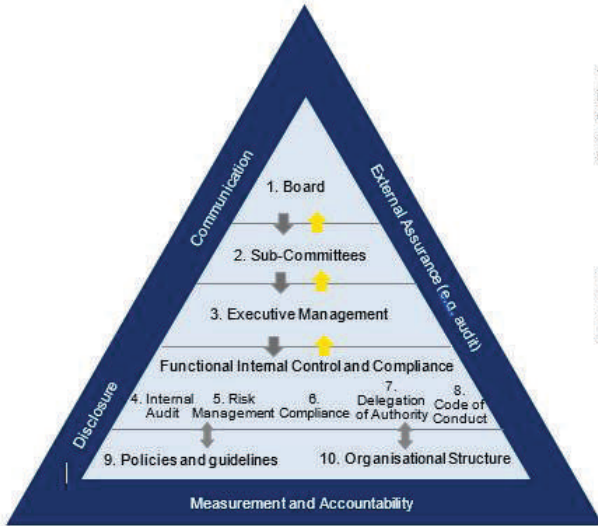 Communication
External Assurance (e.g. audit)
1. Board
2. Sub-Committees
3. Executive Management
Functional Internal Control and Compliance
4. Internal
Audit
5. Risk
Management
6.
Compliance
7.
Delegation
of Authority
8.
Code of
Conduct
Disclosure
9. Policies and guidelines
10. Organisational Structure
Measurement and Accountability